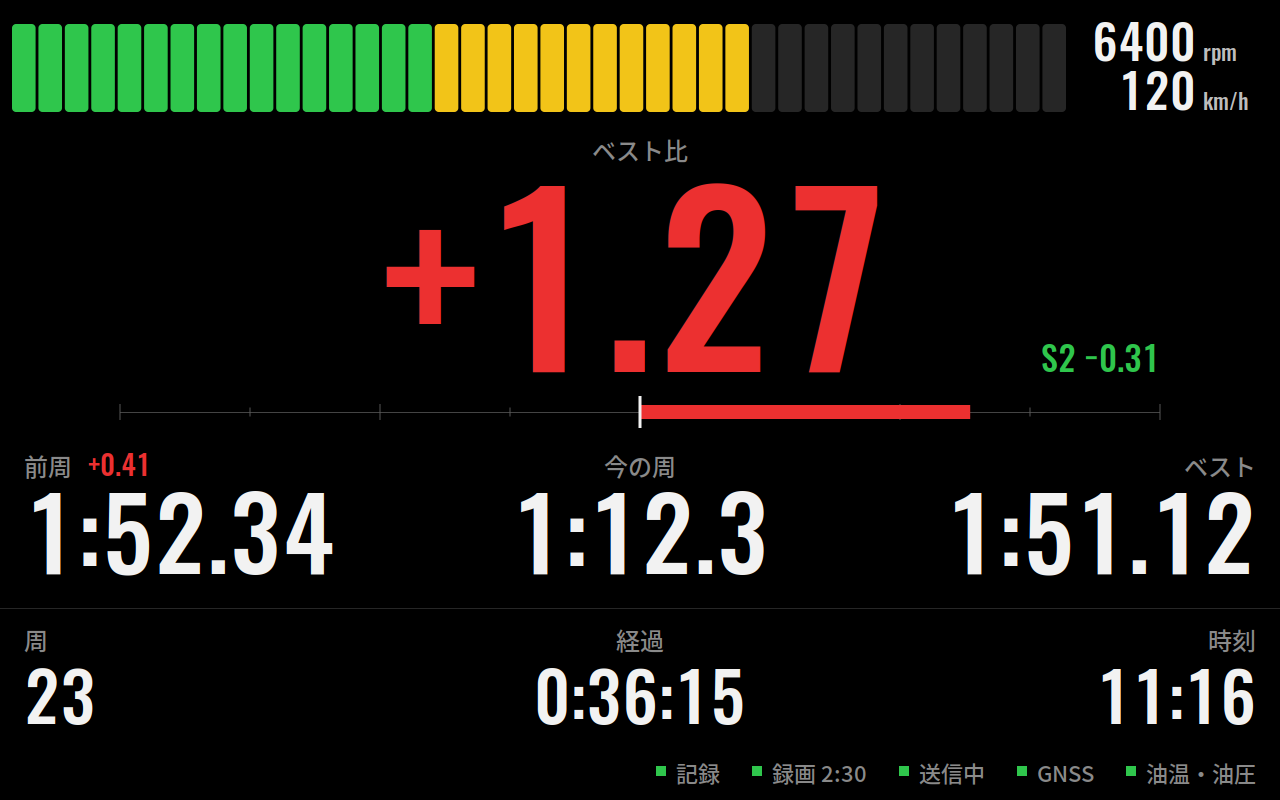 6400 rpm
120 km/h
ベスト比
+1.27
S2 −0.31
前周 +0.41
今の周
ベスト
1:52.34
1:12.3
1:51.12
周
経過
時刻
23
0:36:15
11:16
記録
録画 2:30
送信中
GNSS
油温・油圧